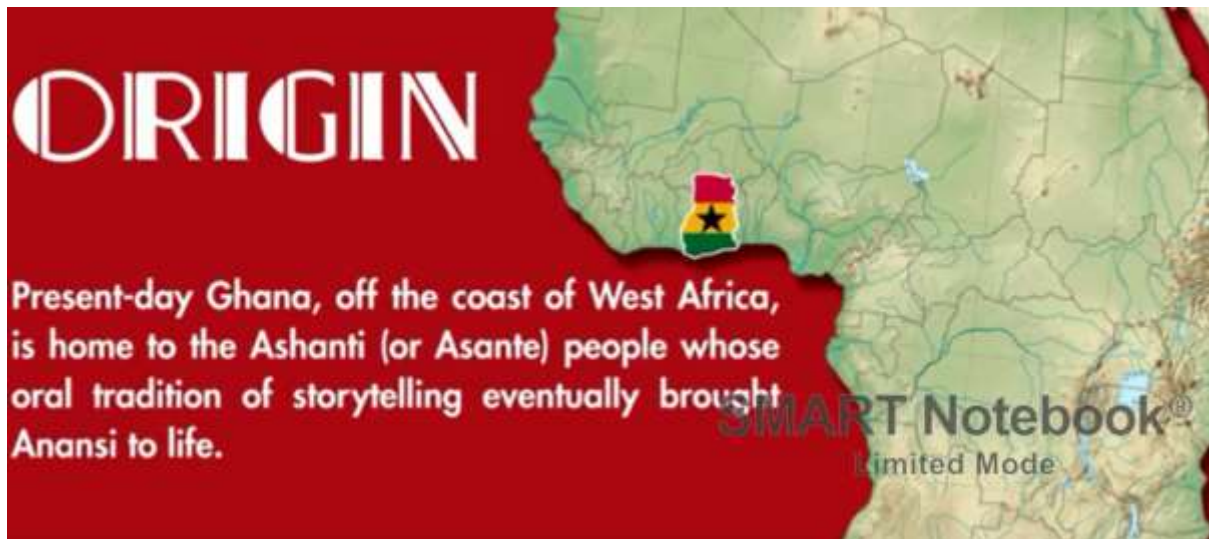 ORIGIN
Present-day Ghana, off the coast of West Africa,
is home to the Ashanti (or Asante) people whose
oral tradition of storytelling eventually brought
Anansi to life.
SMART Notebook®
Limited Mode